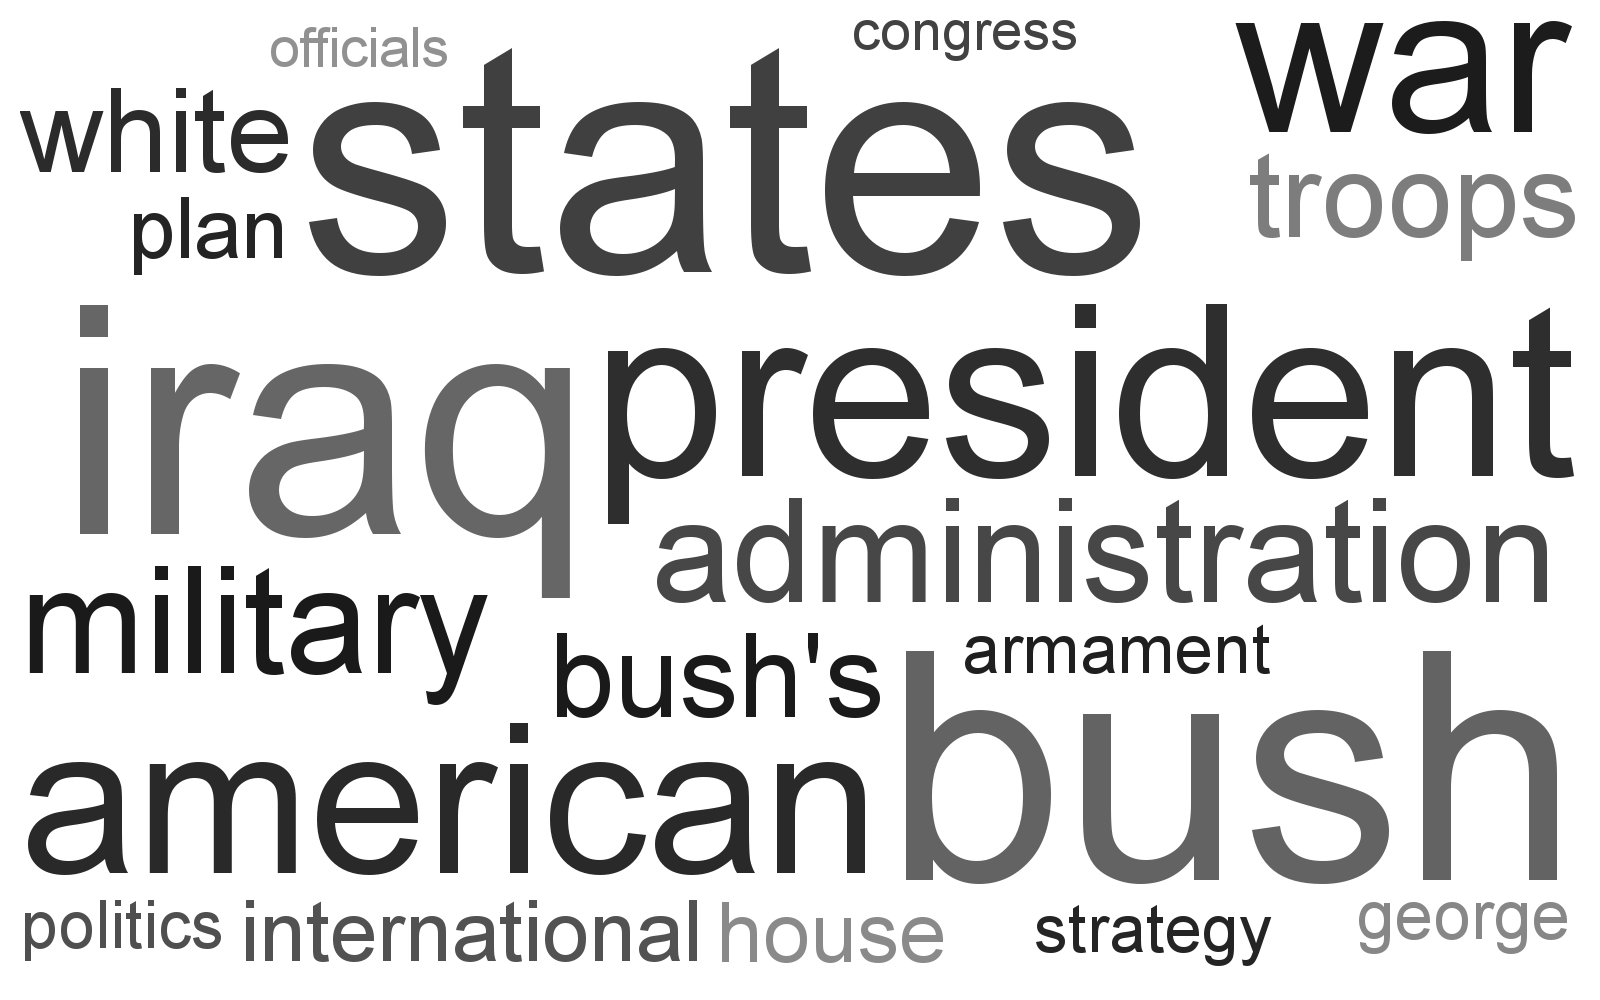 officials
congress
war
white
states
troops
plan
iraq
president
administration
military
bush's
armament
bush
american
politics
international
house
strategy
george